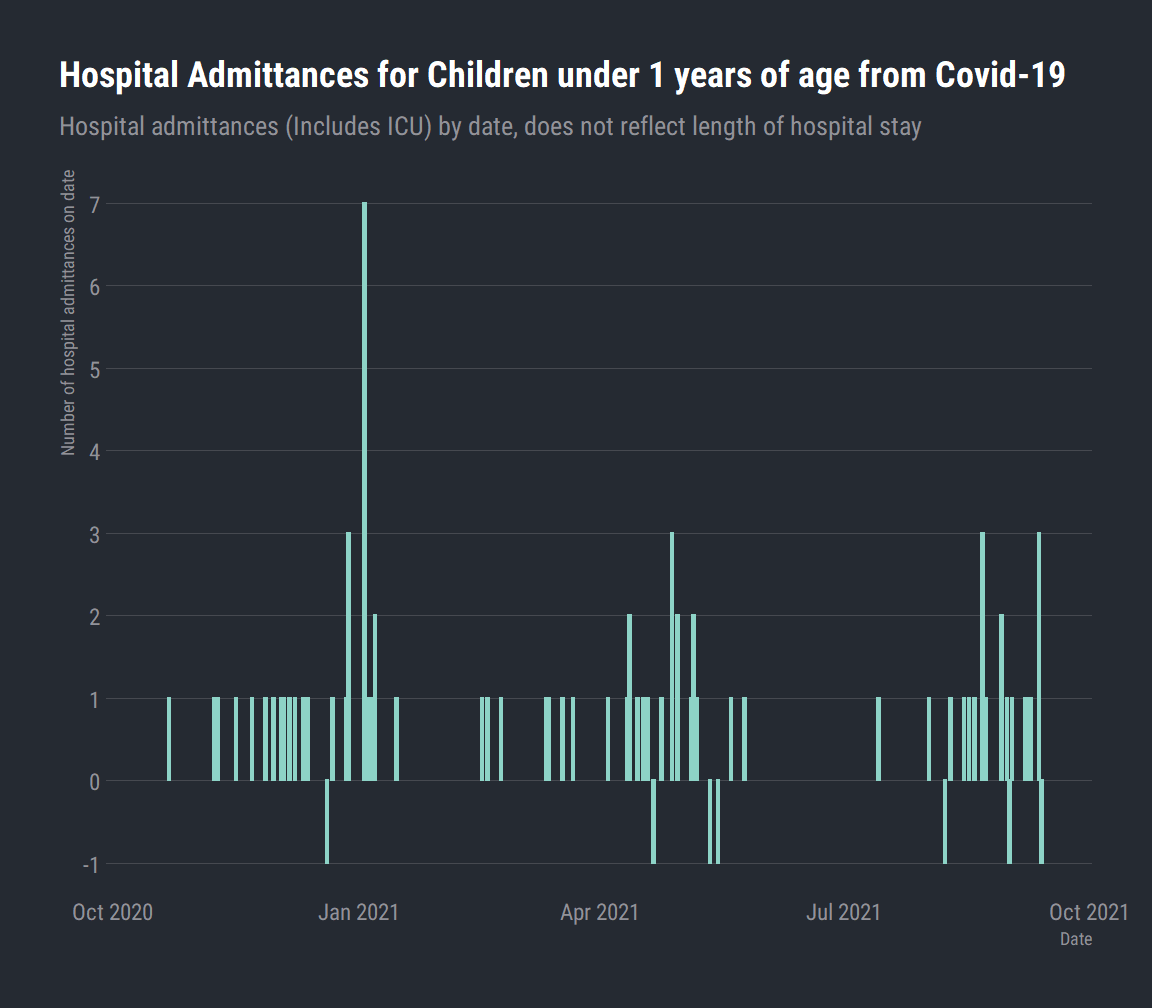 Hospital Admittances for Children under 1 years of age from Covid-19
Hospital admittances (Includes ICU) by date, does not reflect length of hospital stay
Number of hospital admittances on date
7
6
5
4
3
2
1
0
-1
Oct 2020 Jan 2021 Apr 2021 Jul 2021 Oct 2021
Date